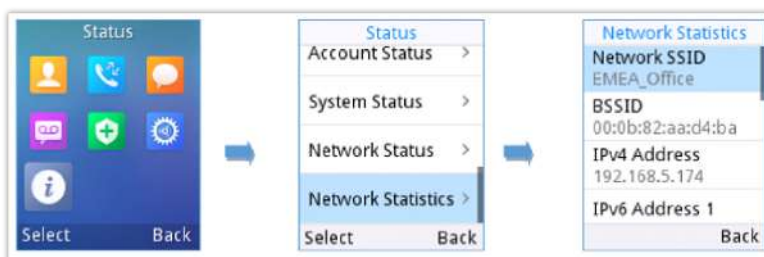 Status
Select Back
Status
Account Status >
System Status >
Network Status >
Network Statistics >
Select Back
Network Statistics
Network SSID
EMEA_Office
BSSID
00:0b:82:aa:d4:ba
IPv4 Address
192.168.5.174
IPv6 Address 1
Back